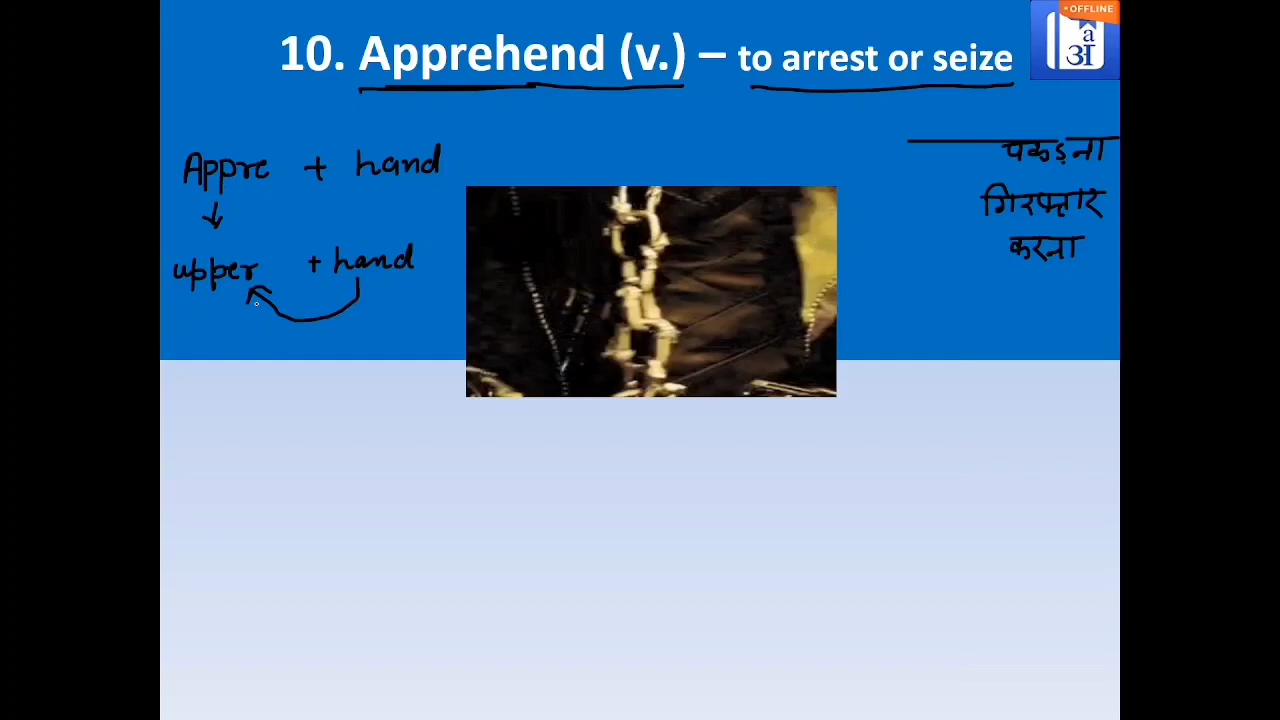 OFFLINE
a
अ
10. Apprehend (v.) – to arrest or seize
Appre + hand
upper + hand
पकड़ना
गिरफ्तार
करना